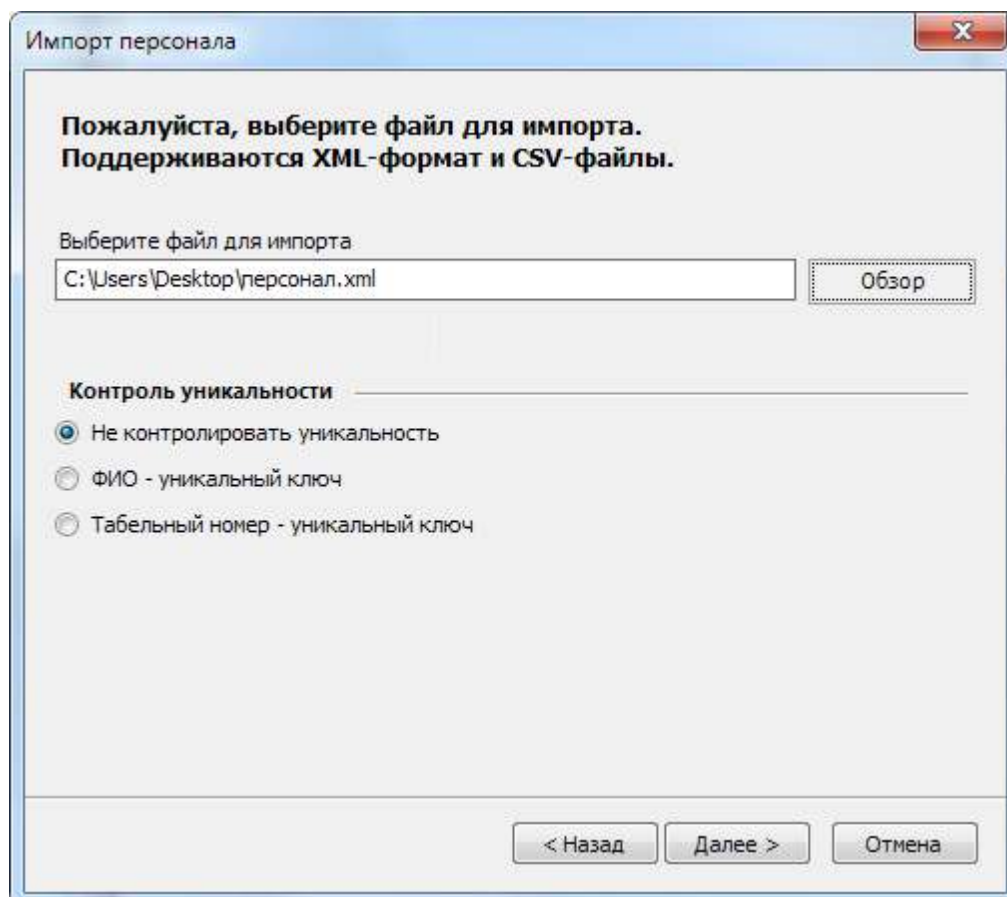 Импорт персонала
Пожалуйста, выберите файл для импорта.
Поддерживаются XML-формат и CSV-файлы.
Выберите файл для импорта
C:\Users\Desktop\персонал.xml
Обзор
Контроль уникальности
Не контролировать уникальность
ФИО - уникальный ключ
Табельный номер - уникальный ключ
< Назад
Далее >
Отмена